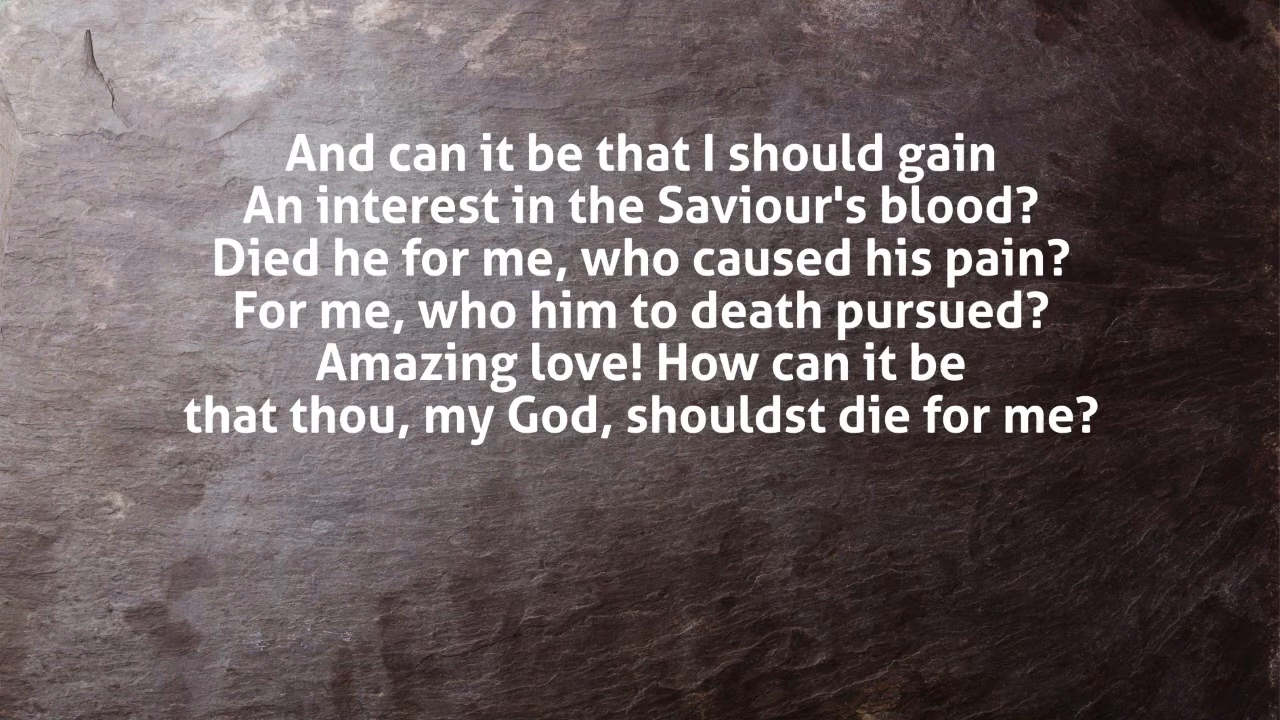 And can it be that I should gain
An interest in the Saviour's blood?
Died he for me, who caused his pain?
For me, who him to death pursued?
Amazing love! How can it be
that thou, my God, shouldst die for me?